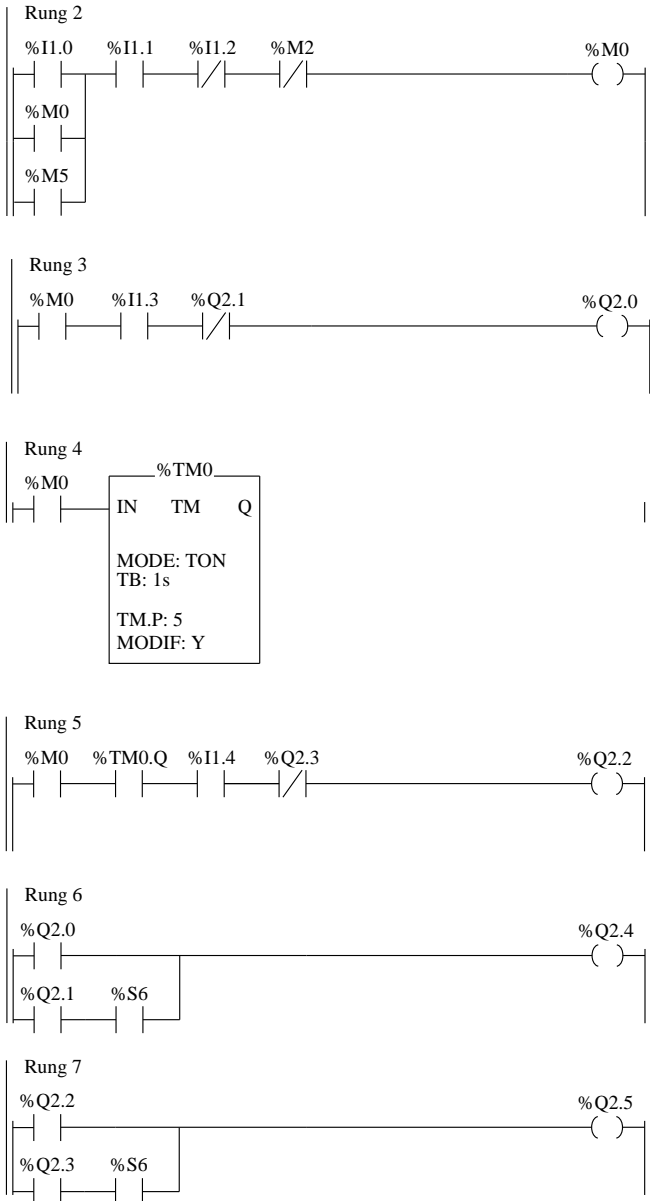 Rung 2
%I1.0 %I1.1 %I1.2 %M2 %M0
%M0
%M5
Rung 3
%M0 %I1.3 %Q2.1 %Q2.0
Rung 4
%M0 %TM0
IN TM Q
MODE: TON
TB: 1s
TM.P: 5
MODIF: Y
Rung 5
%M0 %TM0.Q %I1.4 %Q2.3 %Q2.2
Rung 6
%Q2.0 %Q2.4
%Q2.1 %S6
Rung 7
%Q2.2 %Q2.5
%Q2.3 %S6